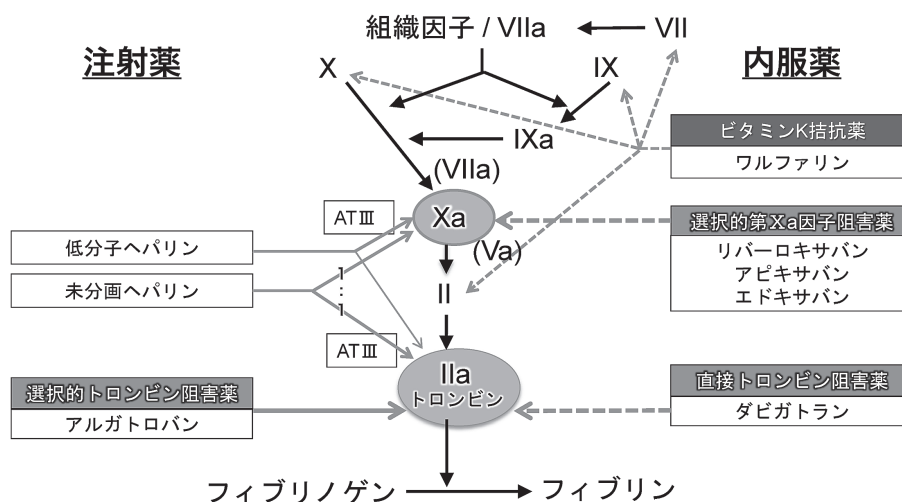 組織因子 / VIIa
VII
注射薬
X
IX
内服薬
ビタミンK拮抗薬
IXa
ワルファリン
(VIIa)
ATⅢ
Xa
選択的第Xa因子阻害薬
低分子ヘパリン
(Va)
リバーロキサバン
アピキサバン
エドキサバン
未分画ヘパリン
1
:
1
II
ATⅢ
IIa
トロンビン
選択的トロンビン阻害薬
アルガトロバン
直接トロンビン阻害薬
ダビガトラン
フィブリノゲン
フィブリン